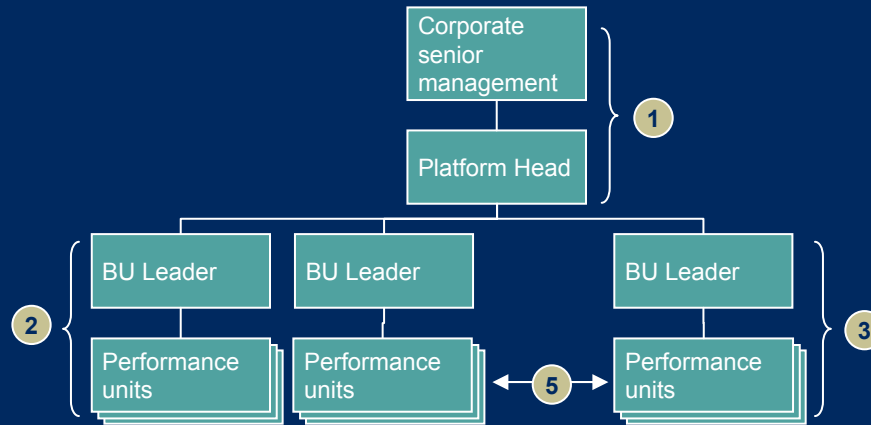 Corporate
senior
management
1
Platform Head
BU Leader
BU Leader
BU Leader
2
3
Performance
units
Performance
units
5
Performance
units